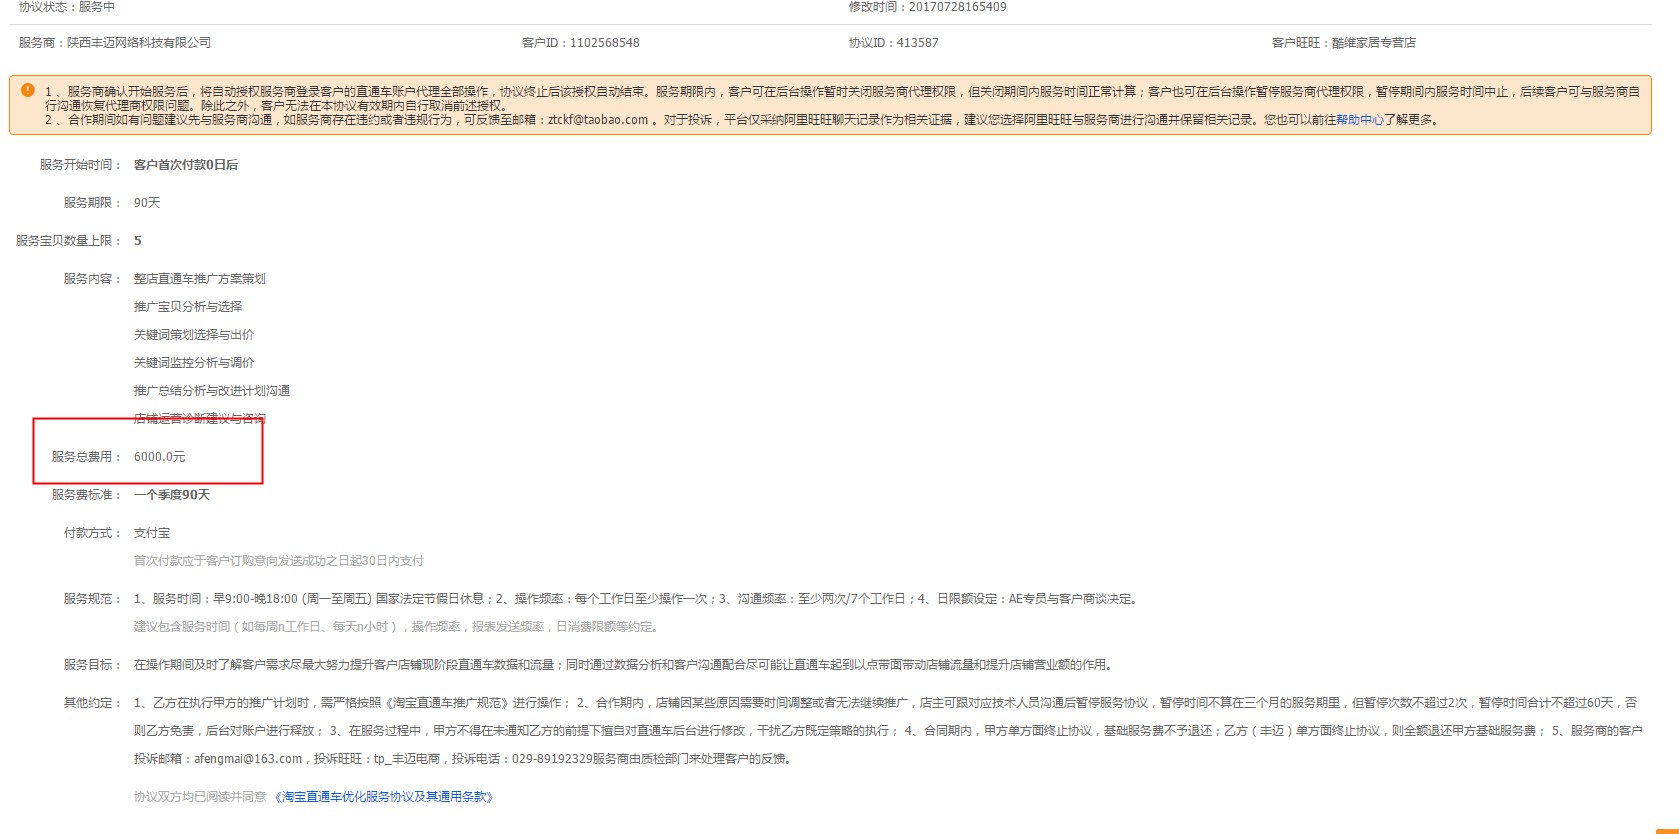 协议状态：服务中 修改时间：20170728165409
服务商：陕西丰迈网络科技有限公司 客户ID：1102568548 协议ID：413587 客户旺旺：酷维家居专营店
1 、服务商确认开始服务后，将自动授权服务商登录客户的直通车账户代理全部操作，协议终止后该授权自动结束。服务期限内，客户可在后台操作暂时关闭服务商代理权限，但关闭期间内服务时间正常计算；客户也可在后台操作暂停服务商代理权限，暂停期间内服务时间中止，后续客户可与服务商自
行沟通恢复代理商权限问题。除此之外，客户无法在本协议有效期内自行取消前述授权。
2 、合作期间如有问题建议先与服务商沟通，如服务商存在违约或者违规行为，可反馈至邮箱：ztckf@taobao.com 。对于投诉，平台仅采纳阿里旺旺聊天记录作为相关证据，建议您选择阿里旺旺与服务商进行沟通并保留相关记录。您也可以前往帮助中心了解更多。
服务开始时间： 客户首次付款0日后
服务期限： 90天
服务宝贝数量上限： 5
服务内容： 整店直通车推广方案策划
推广宝贝分析与选择
关键词策划选择与出价
关键词监控分析与调价
推广总结分析与改进计划沟通
店铺运营诊断建议与咨询
服务总费用： 6000.0元
服务费标准： 一个季度90天
付款方式： 支付宝
首次付款应于客户订购意向发送成功之日起30日内支付
服务规范： 1、服务时间：早9:00-晚18:00 (周一至周五) 国家法定节假日休息；2、操作频率：每个工作日至少操作一次；3、沟通频率：至少两次/7个工作日；4、日限额设定：AE专员与客户商谈决定。
建议包含服务时间（如每周n工作日、每天n小时），操作频率，报表发送频率，日消费限额等约定。
服务目标： 在操作期间及时了解客户需求尽最大努力提升客户店铺现阶段直通车数据和流量；同时通过数据分析和客户沟通配合尽可能让直通车起到以点带面带动店铺流量和提升店铺营业额的作用。
其他约定： 1、乙方在执行甲方的推广计划时，需严格按照《淘宝直通车推广规范》进行操作； 2、合作期内，店铺因某些原因需要时间调整或者无法继续推广，店主可跟对应技术人员沟通后暂停服务协议，暂停时间不算在三个月的服务期里，但暂停次数不超过2次，暂停时间合计不超过60天，否
则乙方免责，后台对账户进行释放； 3、在服务过程中，甲方不得在未通知乙方的前提下擅自对直通车后台进行修改，干扰乙方既定策略的执行； 4、合同期内，甲方单方面终止协议，基础服务费不予退还；乙方（丰迈）单方面终止协议，则全额退还甲方基础服务费； 5、服务商的客户
投诉邮箱：afengmai@163.com，投诉旺旺：tp_丰迈电商，投诉电话：029-89192329服务商由质检部门来处理客户的反馈。
协议双方均已阅读并同意 《淘宝直通车优化服务协议及其通用条款》